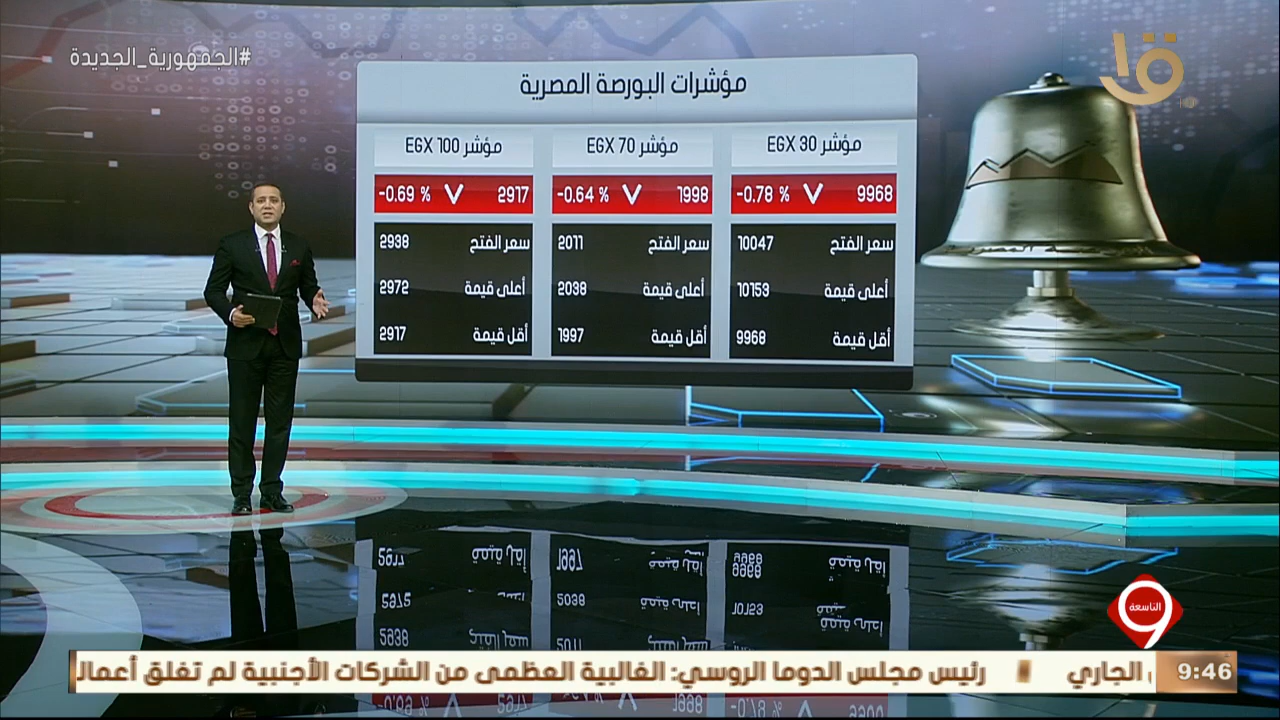 #الجمهورية_الجديدة
مؤشرات البورصة المصرية
مؤشر EGX 30
9968 -0.78 %
سعر الفتح 10047
أعلى قيمة 10153
أقل قيمة 9968
مؤشر EGX 70
1998 -0.64 %
سعر الفتح 2011
أعلى قيمة 2038
أقل قيمة 1997
مؤشر EGX 100
2917 -0.69 %
سعر الفتح 2938
أعلى قيمة 2972
أقل قيمة 2917
التاسعة
9
9:46
الجاري
رئيس مجلس الدوما الروسي: الغالبية العظمى من الشركات الأجنبية لم تغلق أعمال